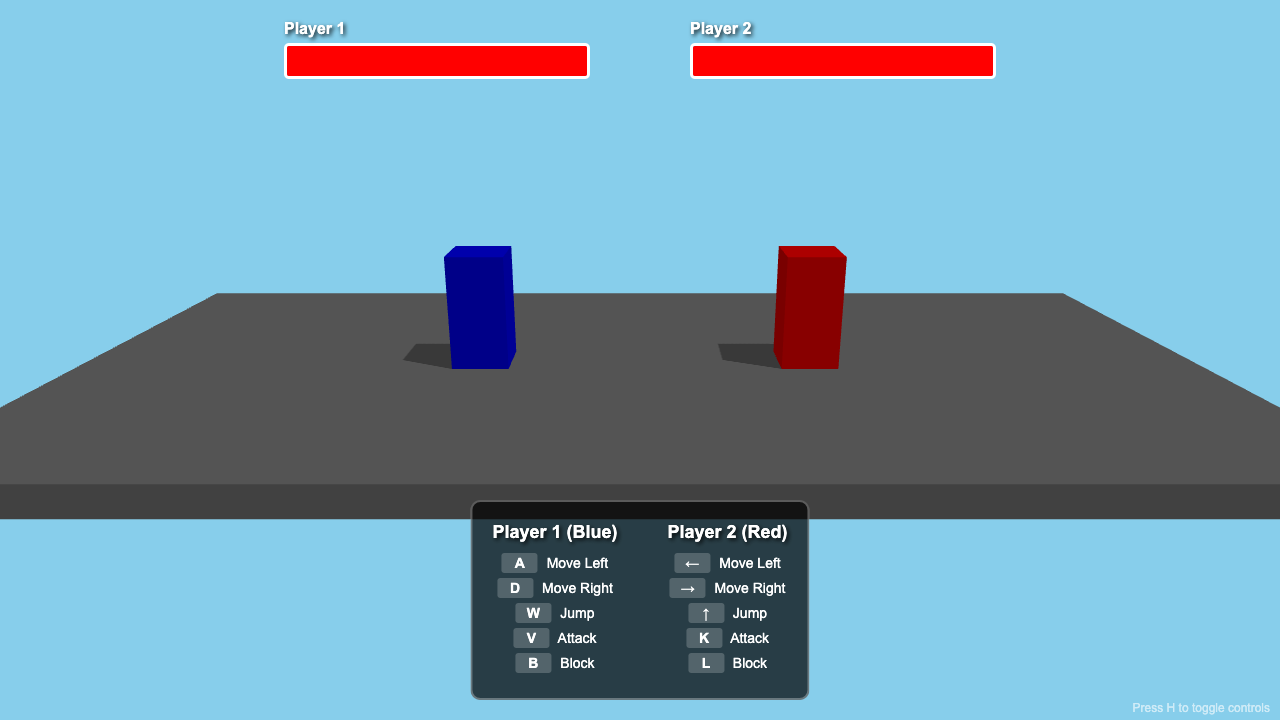 Player 1
Player 2
Player 1 (Blue)
A Move Left
D Move Right
W Jump
V Attack
B Block
Player 2 (Red)
← Move Left
→ Move Right
↑ Jump
K Attack
L Block
Press H to toggle controls